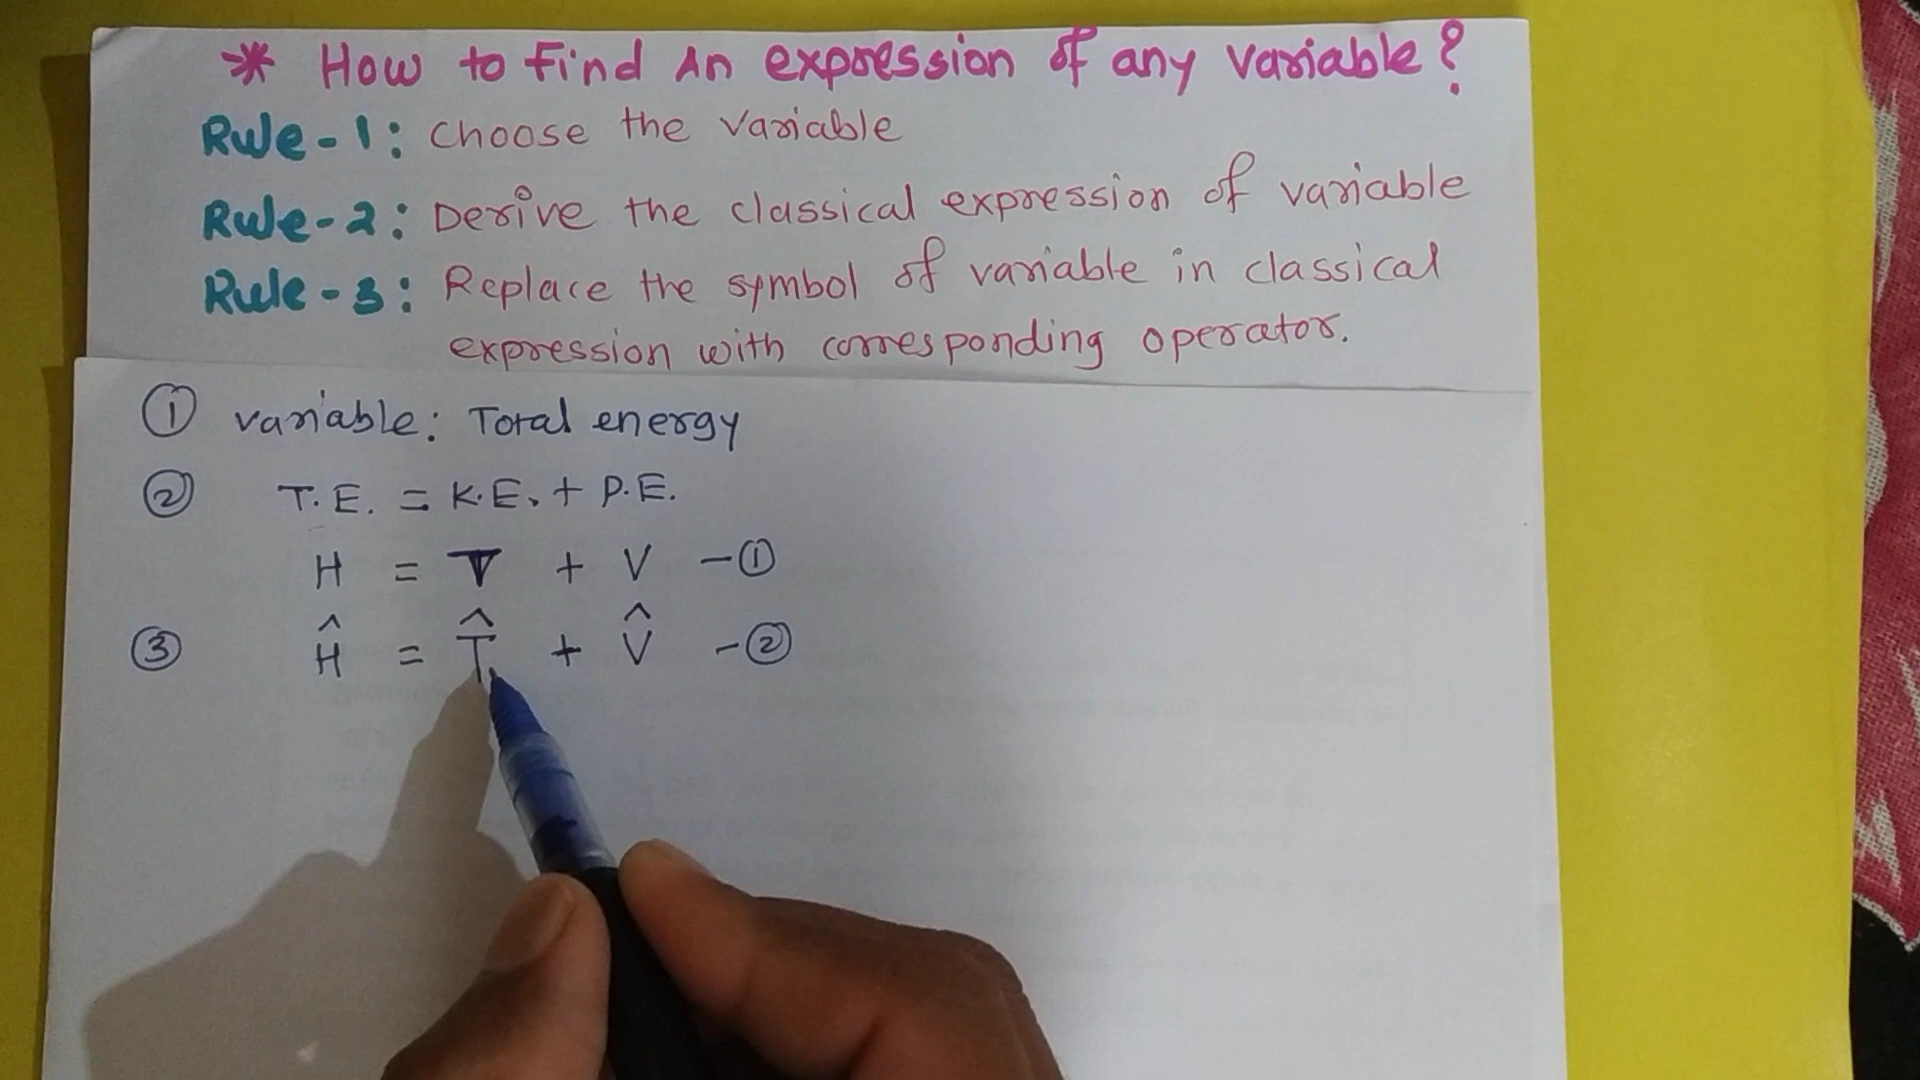 * How to find An expression of any variable?
Rule-1: choose the variable
Rule-2: Derive the classical expression of variable
Rule-3: Replace the symbol of variable in classical
expression with corresponding operator.
① variable: Total energy
② T.E. = K.E. + P.E.
H = T + V -①
③ Ĥ = T̂ + V̂ -②